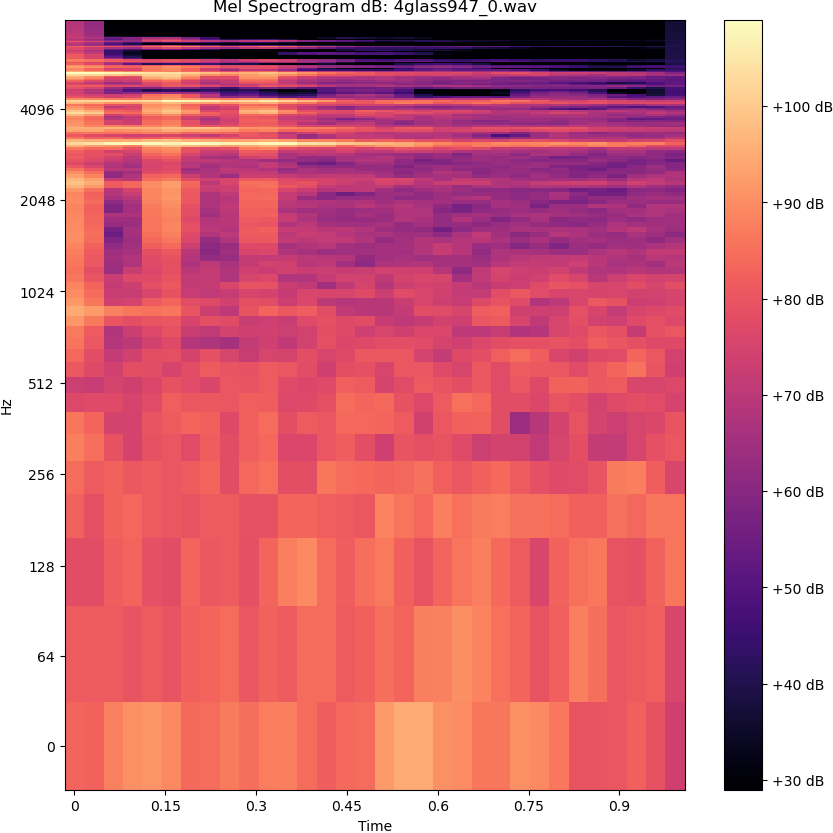 Mel Spectrogram dB: 4glass947_0.wav
4096
2048
1024
512
256
128
64
0
Hz
0 0.15 0.3 0.45 0.6 0.75 0.9
Time
+100 dB
+90 dB
+80 dB
+70 dB
+60 dB
+50 dB
+40 dB
+30 dB